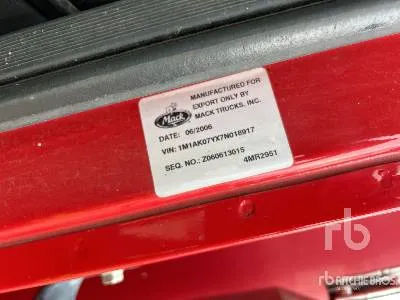 MANUFACTURED FOR
EXPORT ONLY BY
MACK TRUCKS, INC.
Mack
DATE: 06/2006
VIN: 1M1AK07YX7N018917
SEQ. NO.: Z060613015
4MR2951
rb
rb
RITCHIE BROS